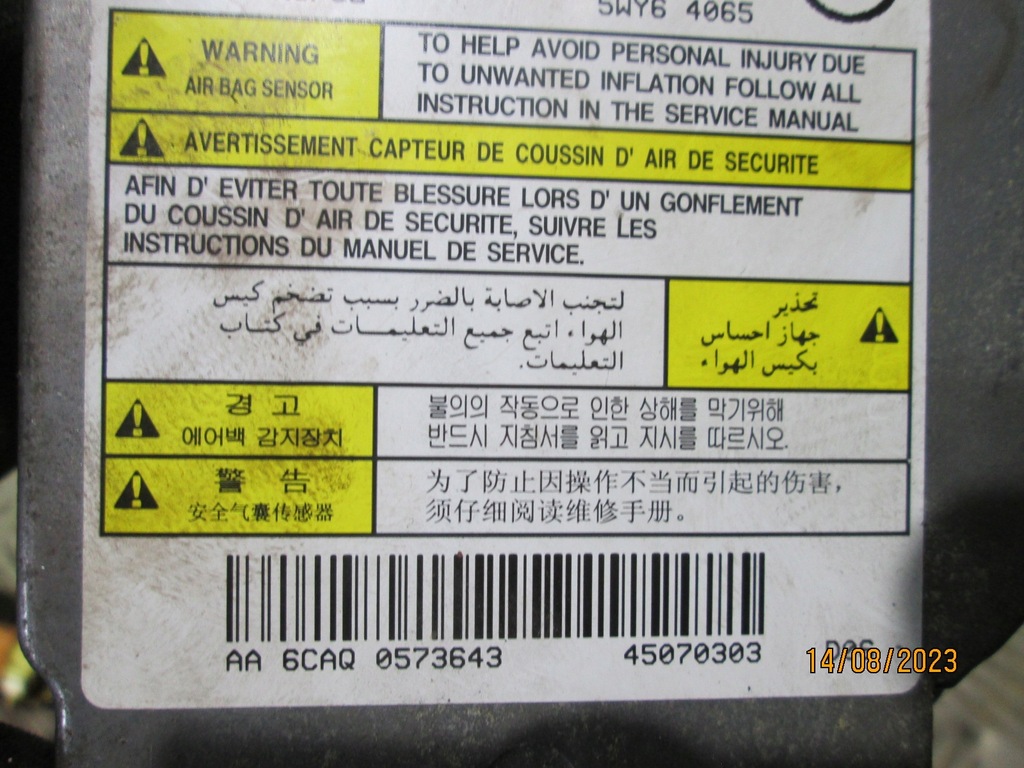 5WY6 4065
WARNING
AIR BAG SENSOR
TO HELP AVOID PERSONAL INJURY DUE
TO UNWANTED INFLATION FOLLOW ALL
INSTRUCTION IN THE SERVICE MANUAL
AVERTISSEMENT CAPTEUR DE COUSSIN D' AIR DE SECURITE
AFIN D' EVITER TOUTE BLESSURE LORS D' UN GONFLEMENT
DU COUSSIN D' AIR DE SECURITE, SUIVRE LES
INSTRUCTIONS DU MANUEL DE SERVICE.
تحذير
جهاز احساس
بكيس الهواء
لتجنب الاصابة بالضرر بسبب تضخم كيس
الهواء اتبع جميع التعليمـــات في كتـاب
التعليمات.
경 고
에어백 감지장치
불의의 작동으로 인한 상해를 막기위해
반드시 지침서를 읽고 지시를 따르시오.
警 告
安全气囊传感器
为了防止因操作不当而引起的伤害，
须仔细阅读维修手册。
AA 6CAQ 0573643 45070303
14/08/2023